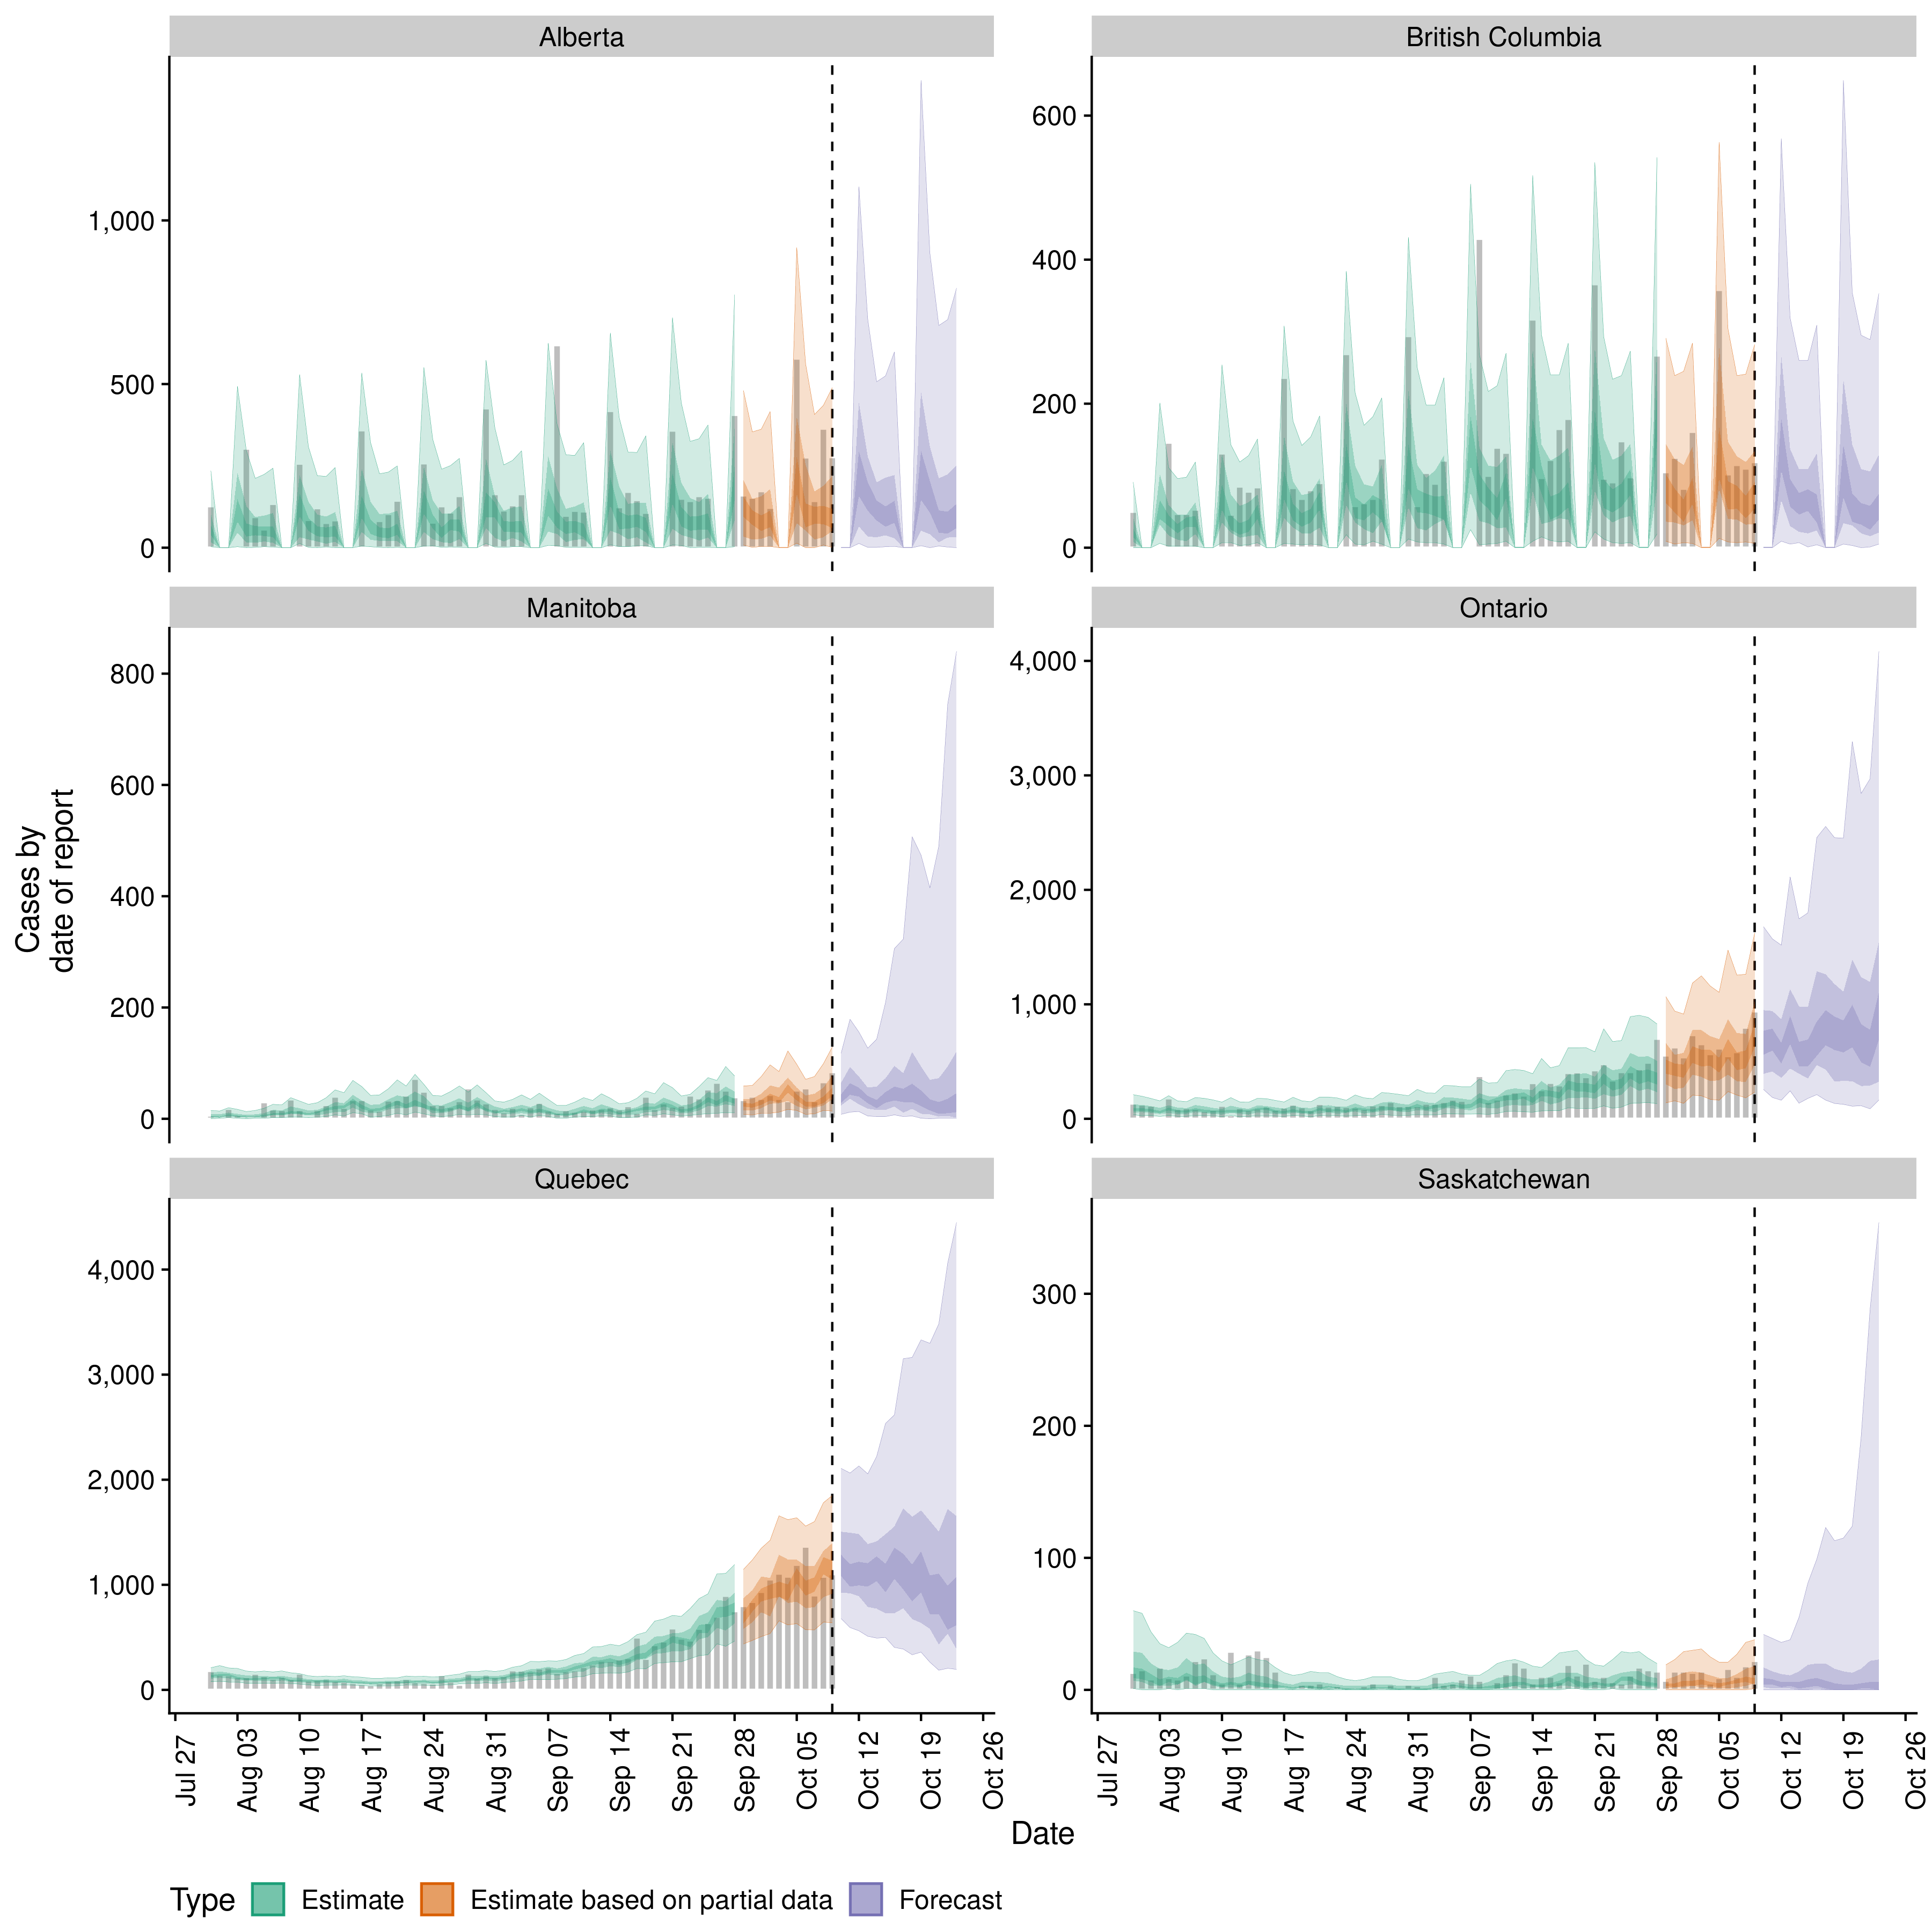 Alberta
British Columbia
1,000
500
0
600
400
200
0
Manitoba
Ontario
800
600
400
200
0
4,000
3,000
2,000
1,000
0
Cases by
date of report
Quebec
Saskatchewan
4,000
3,000
2,000
1,000
0
300
200
100
0
Jul 27
Aug 03
Aug 10
Aug 17
Aug 24
Aug 31
Sep 07
Sep 14
Sep 21
Sep 28
Oct 05
Oct 12
Oct 19
Oct 26
Jul 27
Aug 03
Aug 10
Aug 17
Aug 24
Aug 31
Sep 07
Sep 14
Sep 21
Sep 28
Oct 05
Oct 12
Oct 19
Oct 26
Date
Type Estimate Estimate based on partial data Forecast